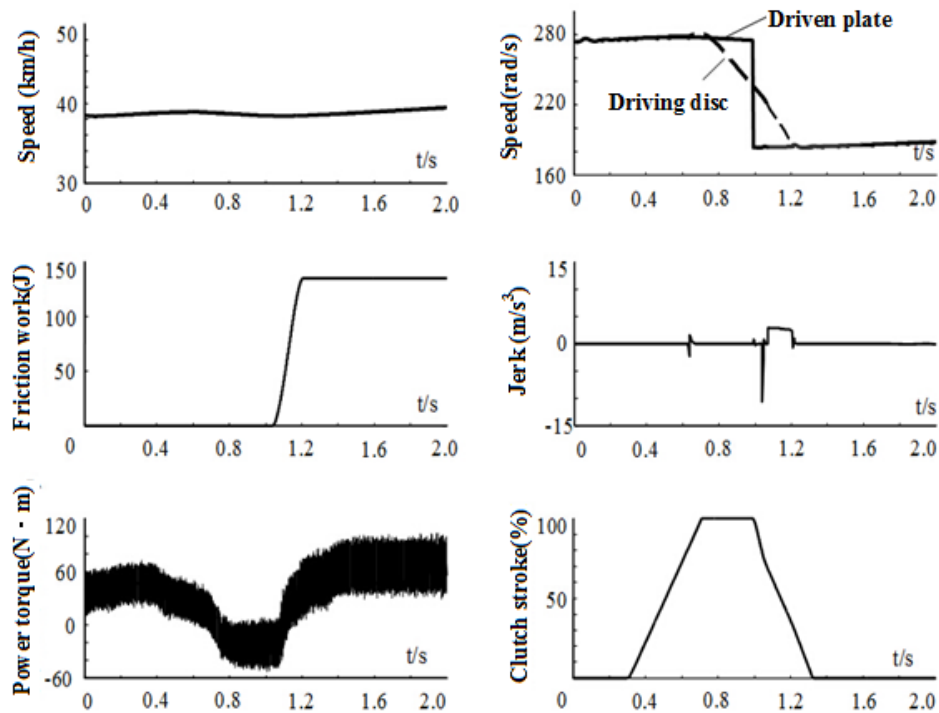 Speed (km/h)
50
40
30
t/s
0 0.4 0.8 1.2 1.6 2.0
Speed(rad/s)
280
220
160
Driven plate
Driving disc
t/s
0 0.4 0.8 1.2 1.6 2.0
Friction work(J)
150
100
50
t/s
0 0.4 0.8 1.2 1.6 2.0
Jerk (m/s³)
15
0
-15
t/s
0 0.4 0.8 1.2 1.6 2.0
Power torque(N · m)
120
60
0
-60
t/s
0 0.4 0.8 1.2 1.6 2.0
Clutch stroke(%)
100
50
t/s
0 0.4 0.8 1.2 1.6 2.0